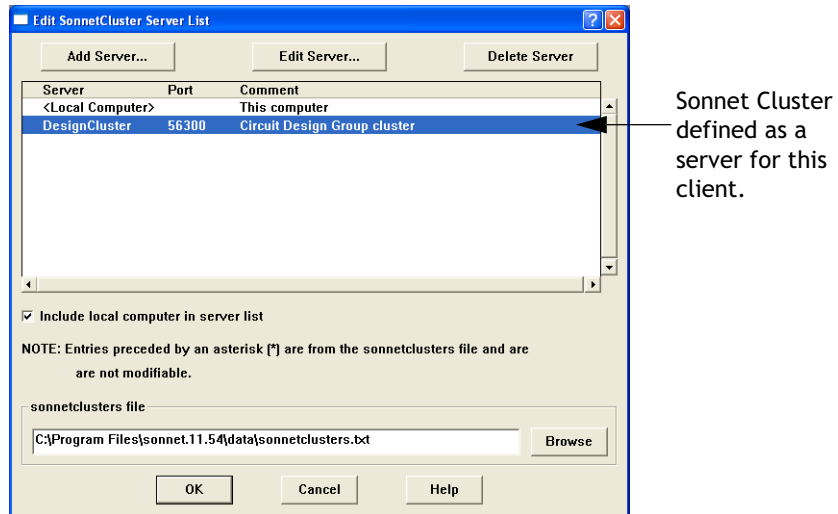 Edit SonnetCluster Server List
Add Server...
Edit Server...
Delete Server
Server Port Comment
<Local Computer> This computer
DesignCluster 56300 Circuit Design Group cluster
Sonnet Cluster
defined as a
server for this
client.
Include local computer in server list
NOTE: Entries preceded by an asterisk (*) are from the sonnetclusters file and are
are not modifiable.
sonnetclusters file
C:\Program Files\sonnet.11.54\data\sonnetclusters.txt
Browse
OK
Cancel
Help